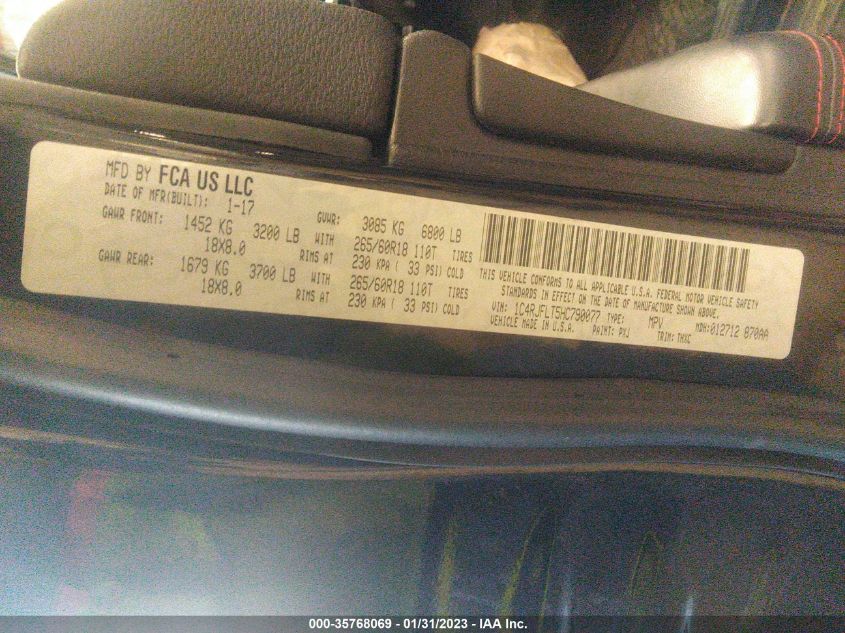 MFD BY FCA US LLC
DATE OF MFR(BUILT): 1-17
GVWR: 3085 KG 6800 LB
GAWR FRONT: 1452 KG 3200 LB WITH 265/60R18 110T TIRES
18X8.0 RIMS AT 230 KPA ( 33 PSI) COLD
GAWR REAR: 1679 KG 3700 LB WITH 265/60R18 110T TIRES
18X8.0 RIMS AT 230 KPA ( 33 PSI) COLD
THIS VEHICLE CONFORMS TO ALL APPLICABLE U.S.A. FEDERAL MOTOR VEHICLE SAFETY
STANDARDS IN EFFECT ON THE DATE OF MANUFACTURE SHOWN ABOVE.
VIN: 1C4RJFLT5HC790077 TYPE: MPV MDH:012712 870AA
VEHICLE MADE IN U.S.A. PAINT: PXJ TRIM: THXC
000-35768069 - 01/31/2023 - IAA Inc.